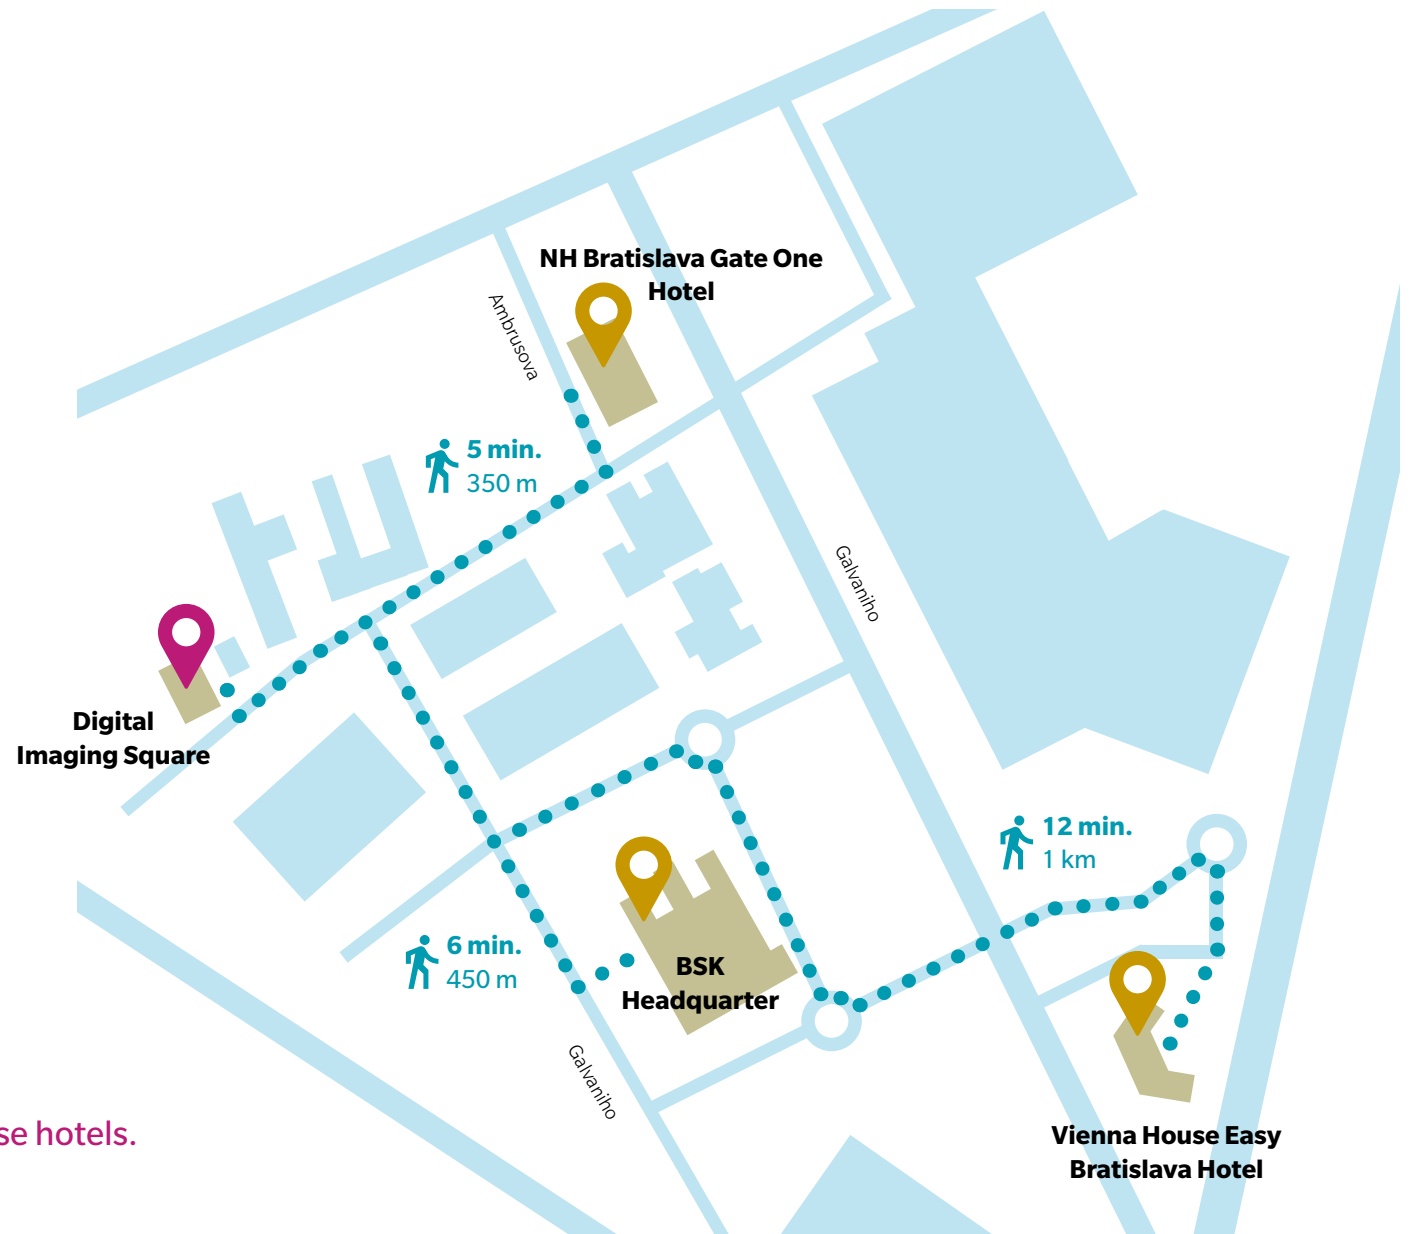 NH Bratislava Gate One
Hotel
Ambrusova
5 min.
350 m
Galvaniho
Digital
Imaging Square
12 min.
1 km
6 min.
450 m
BSK
Headquarter
Galvaniho
se hotels.
Vienna House Easy
Bratislava Hotel